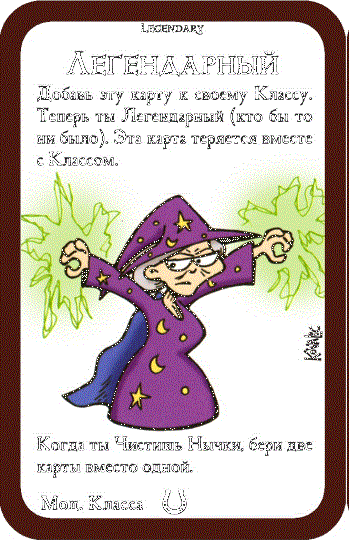 Legendary
Легендарный
Добавь эту карту к своему Классу.
Теперь ты Легендарный (кто бы то
ни было). Эта карта теряется вместе
с Классом.
Когда ты Чистишь Нычки, бери две
карты вместо одной.
Моц. Класса